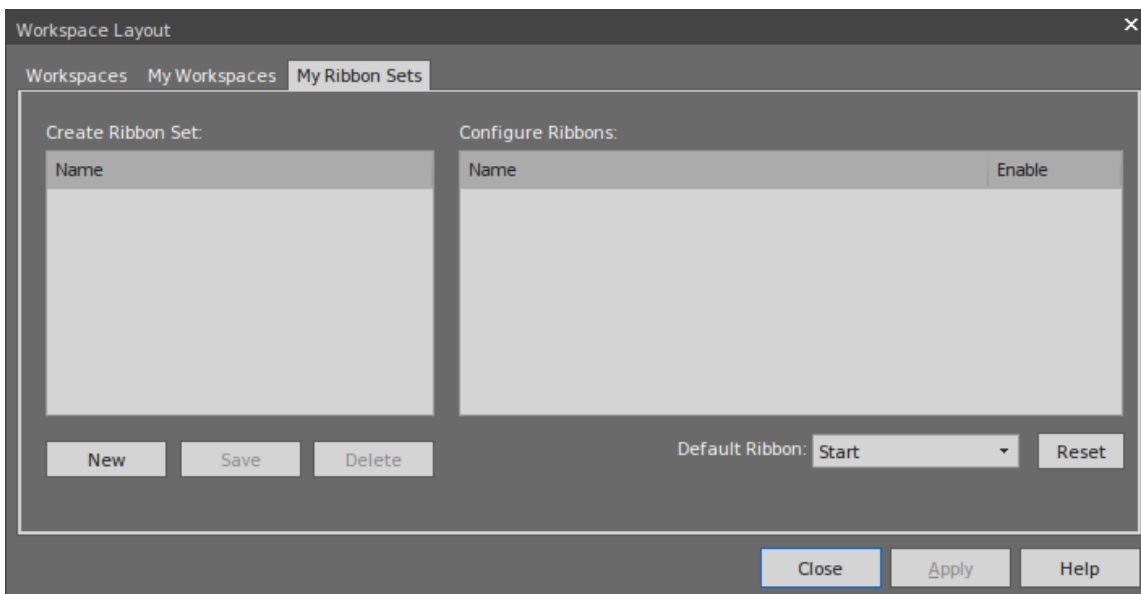 Workspace Layout
Workspaces My Workspaces My Ribbon Sets
Create Ribbon Set: Configure Ribbons:
Name Name Enable
New Save Delete Default Ribbon: Start Reset
Close Apply Help